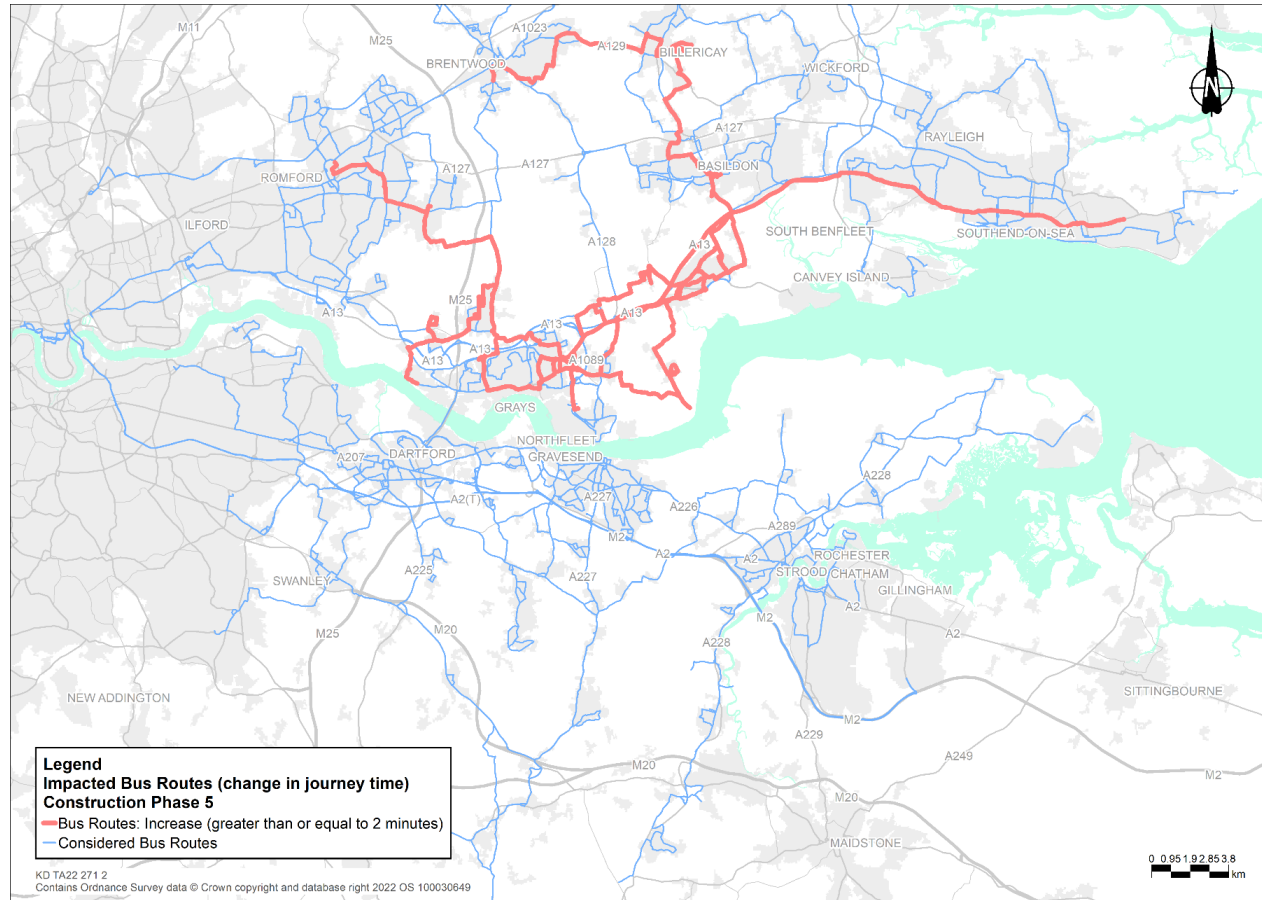 M11
A1023
M25
A129
BRENTWOOD
BILLERICAY
WICKFORD
N
A127
RAYLEIGH
A127
A127
BASILDON
ROMFORD
ILFORD
SOUTH BENFLEET
SOUTHEND-ON-SEA
A128
A13
CANVEY ISLAND
M25
A13
A13
A13
A13
A13
A1089
GRAYS
NORTHFLEET
DARTFORD
GRAVESEND
A207
A228
A2(T)
A227
A226
A289
M2
A2
A2
ROCHESTER
STROOD
CHATHAM
A225
A227
SWANLEY
GILLINGHAM
A2
M2
A2
M25
M20
A228
NEW ADDINGTON
SITTINGBOURNE
M2
A229
A249
M20
M2
M20
MAIDSTONE
Legend
Impacted Bus Routes (change in journey time)
Construction Phase 5
Bus Routes: Increase (greater than or equal to 2 minutes)
Considered Bus Routes
0 0.95 1.9 2.85 3.8
km
KD TA22 271 2
Contains Ordnance Survey data © Crown copyright and database right 2022 OS 100030649